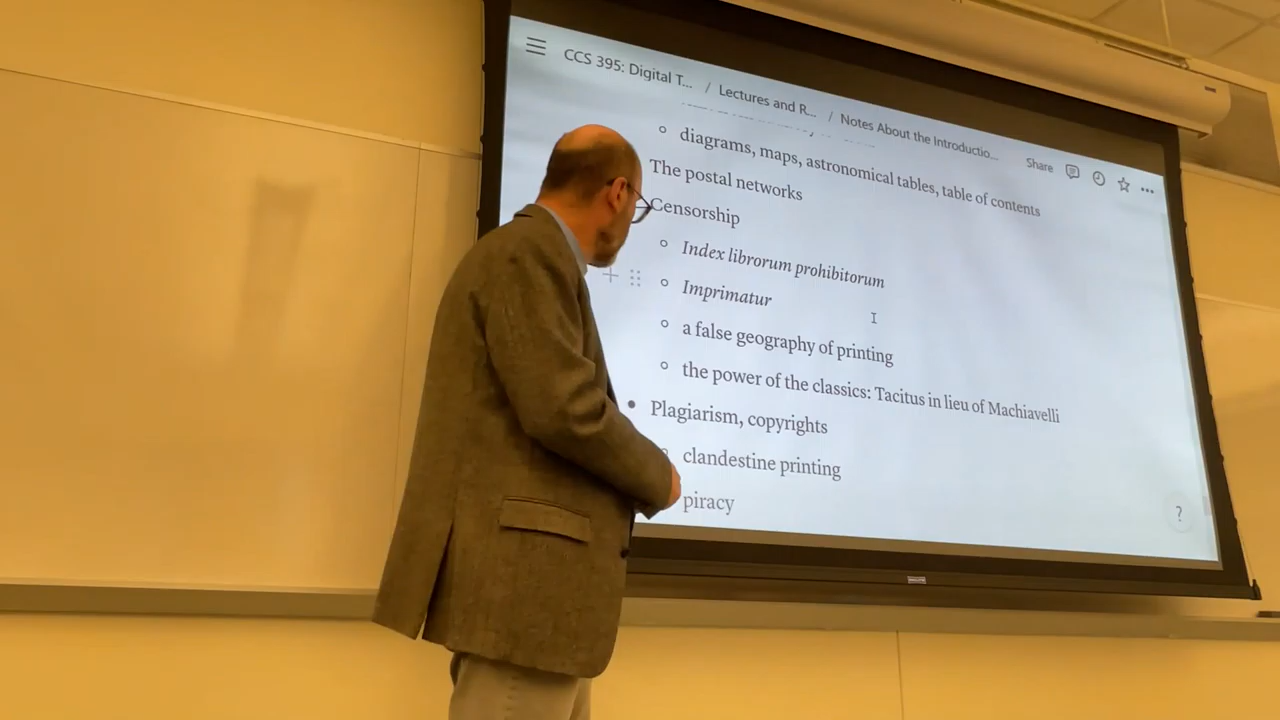 CCS 395: Digital T... / Lectures and R... / Notes About the Introductio...
Share
diagrams, maps, astronomical tables, table of contents
The postal networks
Censorship
Index librorum prohibitorum
Imprimatur
a false geography of printing
the power of the classics: Tacitus in lieu of Machiavelli
Plagiarism, copyrights
clandestine printing
piracy
?